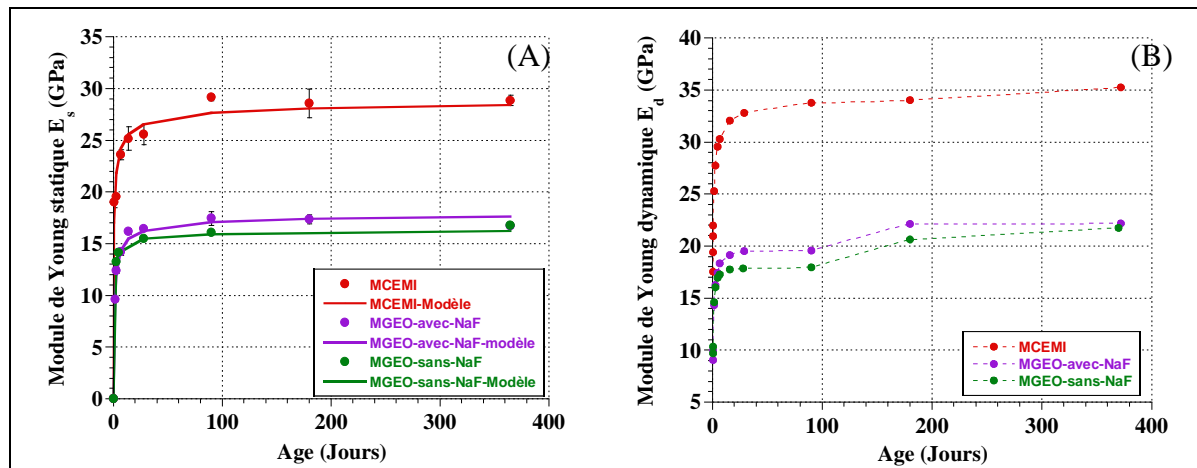 (A)
Module de Young statique E_s (GPa)
35
30
25
20
15
10
5
0
MCEMI
MCEMI-Modèle
MGEO-avec-NaF
MGEO-avec-NaF-modèle
MGEO-sans-NaF
MGEO-sans-NaF-Modèle
0 100 200 300 400
Age (Jours)
(B)
Module de Young dynamique E_d (GPa)
40
35
30
25
20
15
10
5
MCEMI
MGEO-avec-NaF
MGEO-sans-NaF
0 100 200 300 400
Age (Jours)